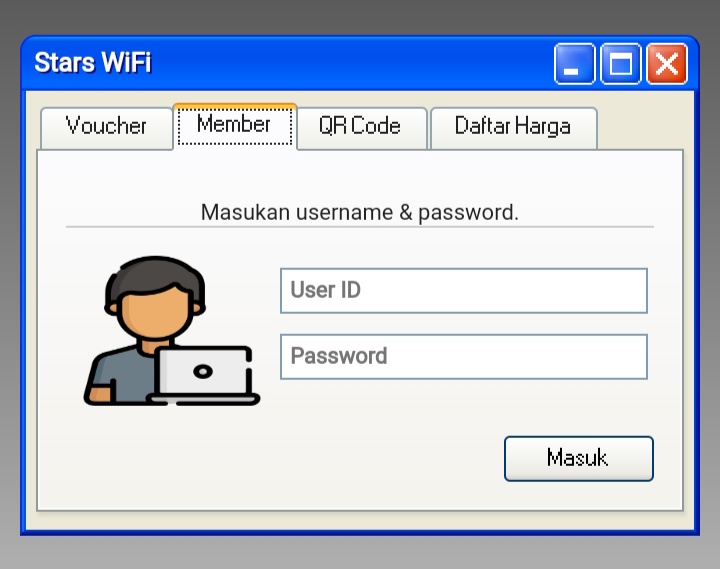 Stars WiFi
Voucher
Member
QR Code
Daftar Harga
Masukan username & password.
User ID
Password
Masuk